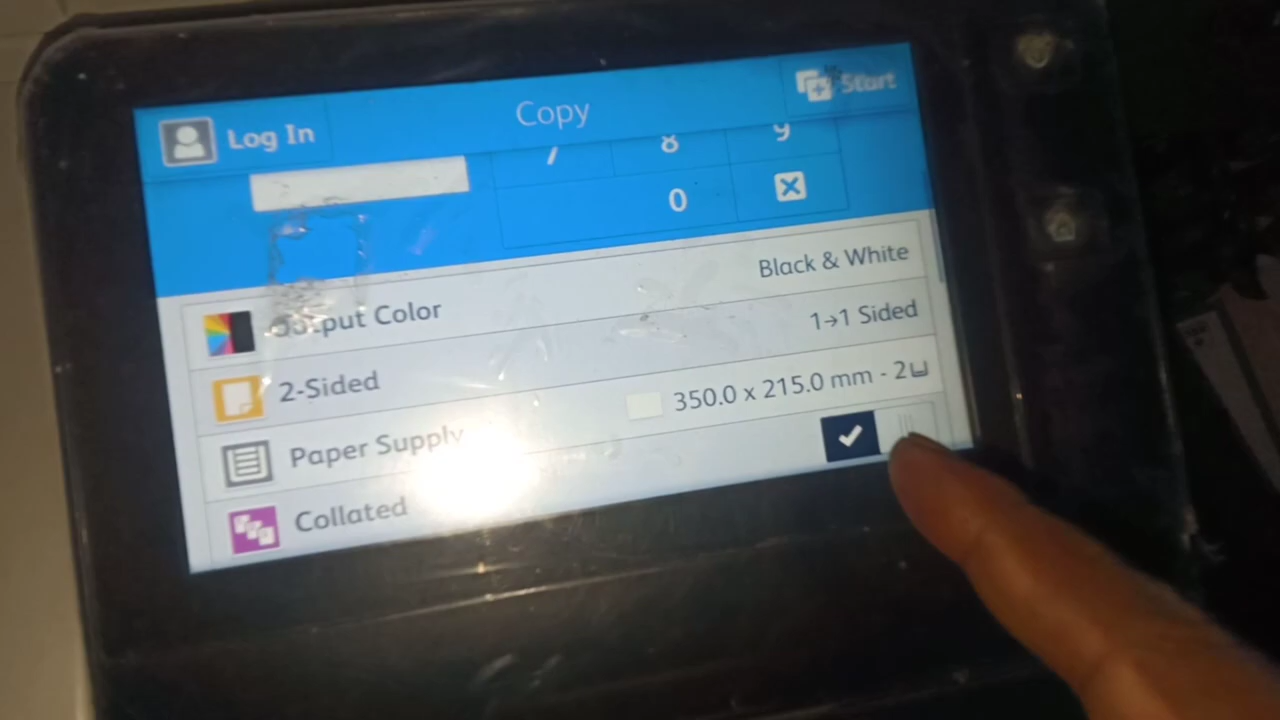 Log In
Copy
Start
7 8 9
0
Output Color
Black & White
2-Sided
1→1 Sided
Paper Supply
350.0 x 215.0 mm - 2
Collated